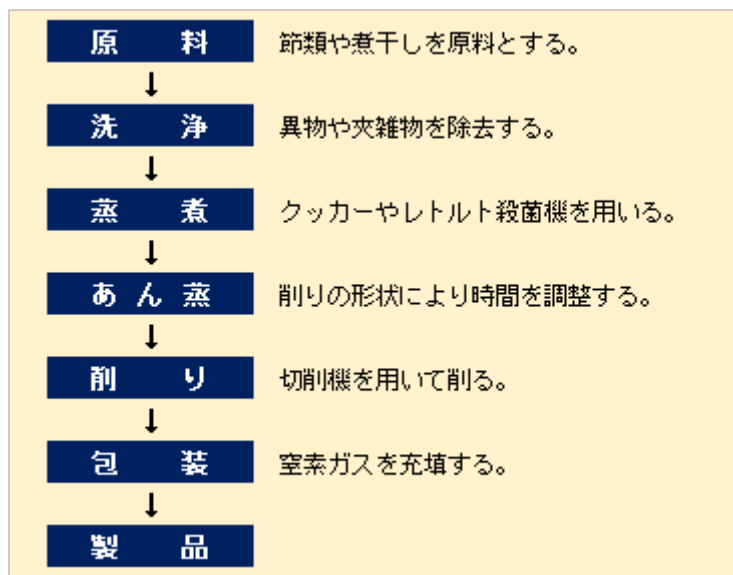 原料 節類や煮干しを原料とする。
↓
洗浄 異物や夾雑物を除去する。
↓
蒸煮 クッカーやレトルト殺菌機を用いる。
↓
あん蒸 削りの形状により時間を調整する。
↓
削り 切削機を用いて削る。
↓
包装 窒素ガスを充填する。
↓
製品